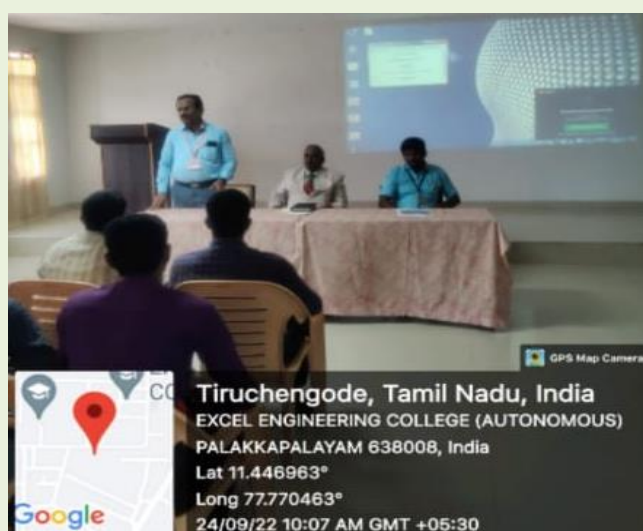 GPS Map Camera
CO
Tiruchengode, Tamil Nadu, India
EXCEL ENGINEERING COLLEGE (AUTONOMOUS)
PALAKKAPALAYAM 638008, India
Lat 11.446963°
Long 77.770463°
Google
24/09/22 10:07 AM GMT +05:30